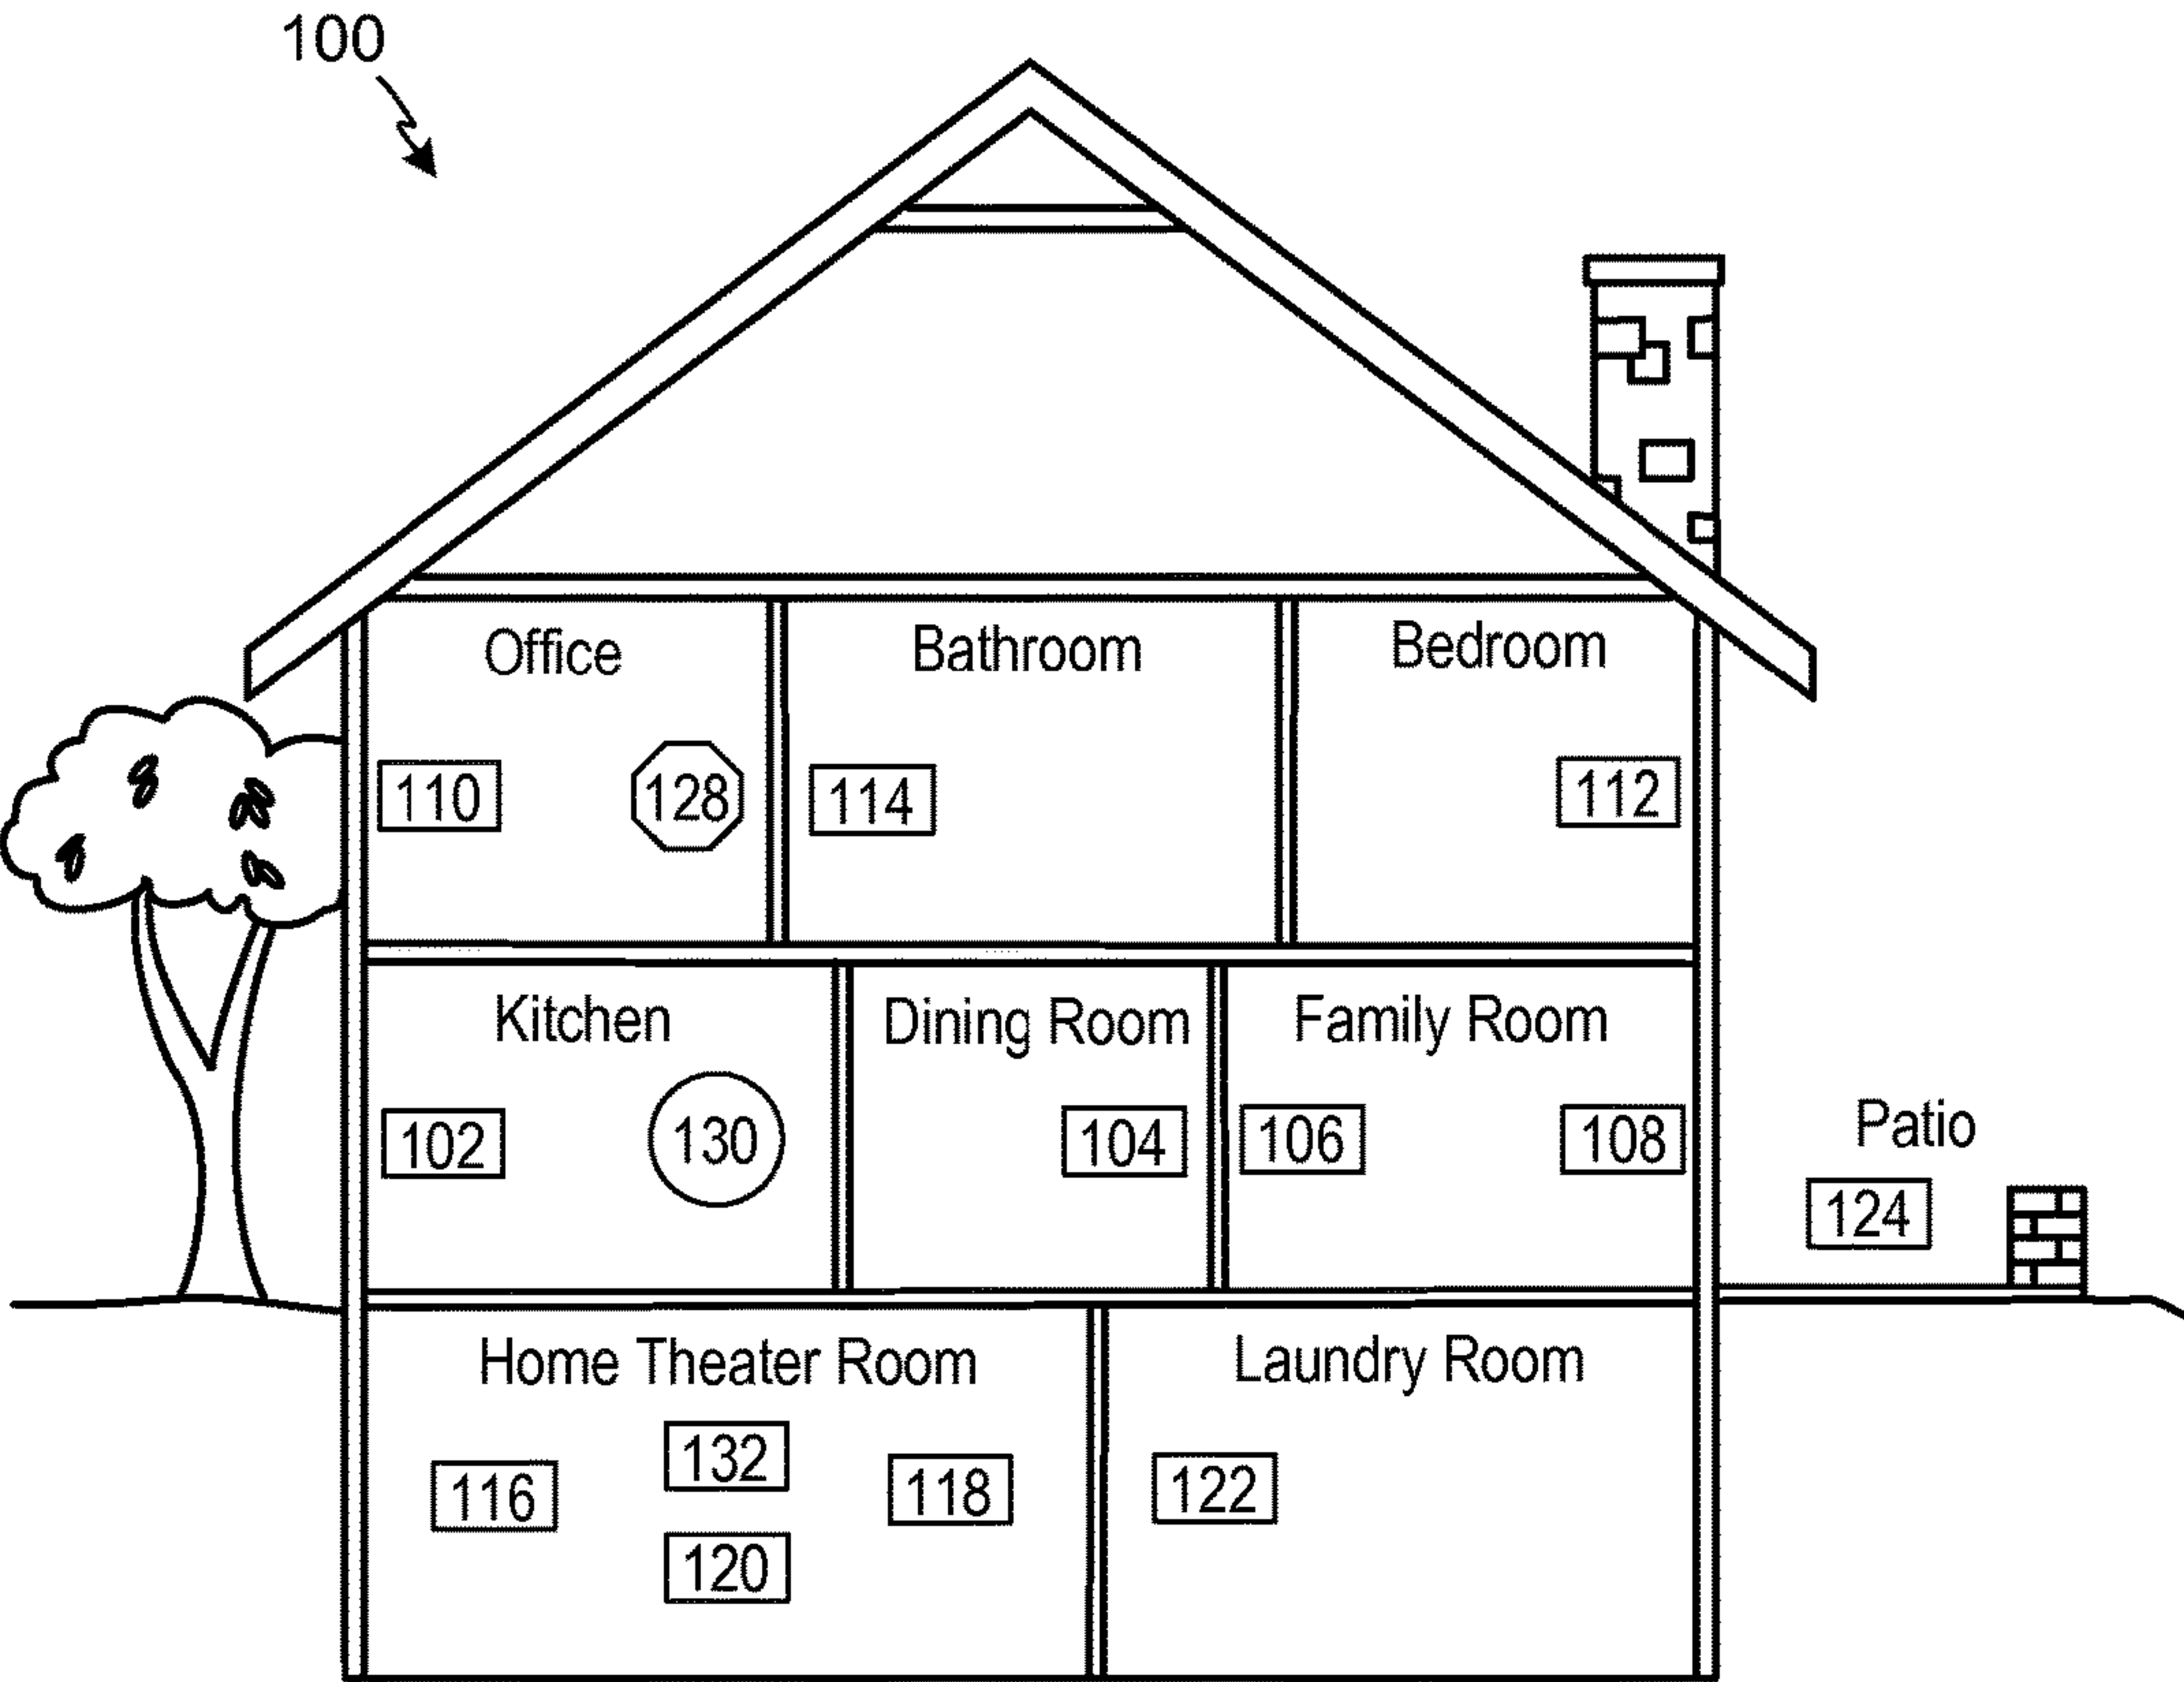 100
Office
Bathroom
Bedroom
110
128
114
112
Kitchen
Dining Room
Family Room
102
130
104
106
108
Patio
124
Home Theater Room
Laundry Room
116
132
118
120
122